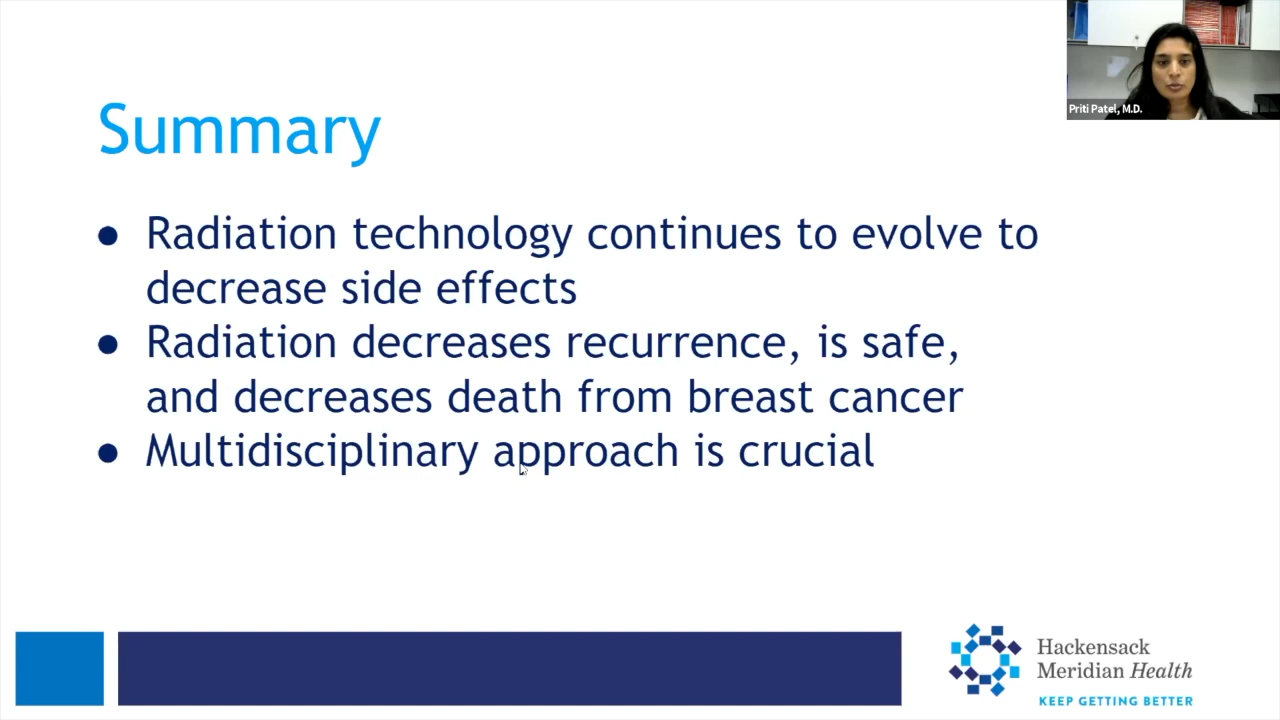 Priti Patel, M.D.
Summary
● Radiation technology continues to evolve to
decrease side effects
● Radiation decreases recurrence, is safe,
and decreases death from breast cancer
● Multidisciplinary approach is crucial
Hackensack
Meridian Health
KEEP GETTING BETTER